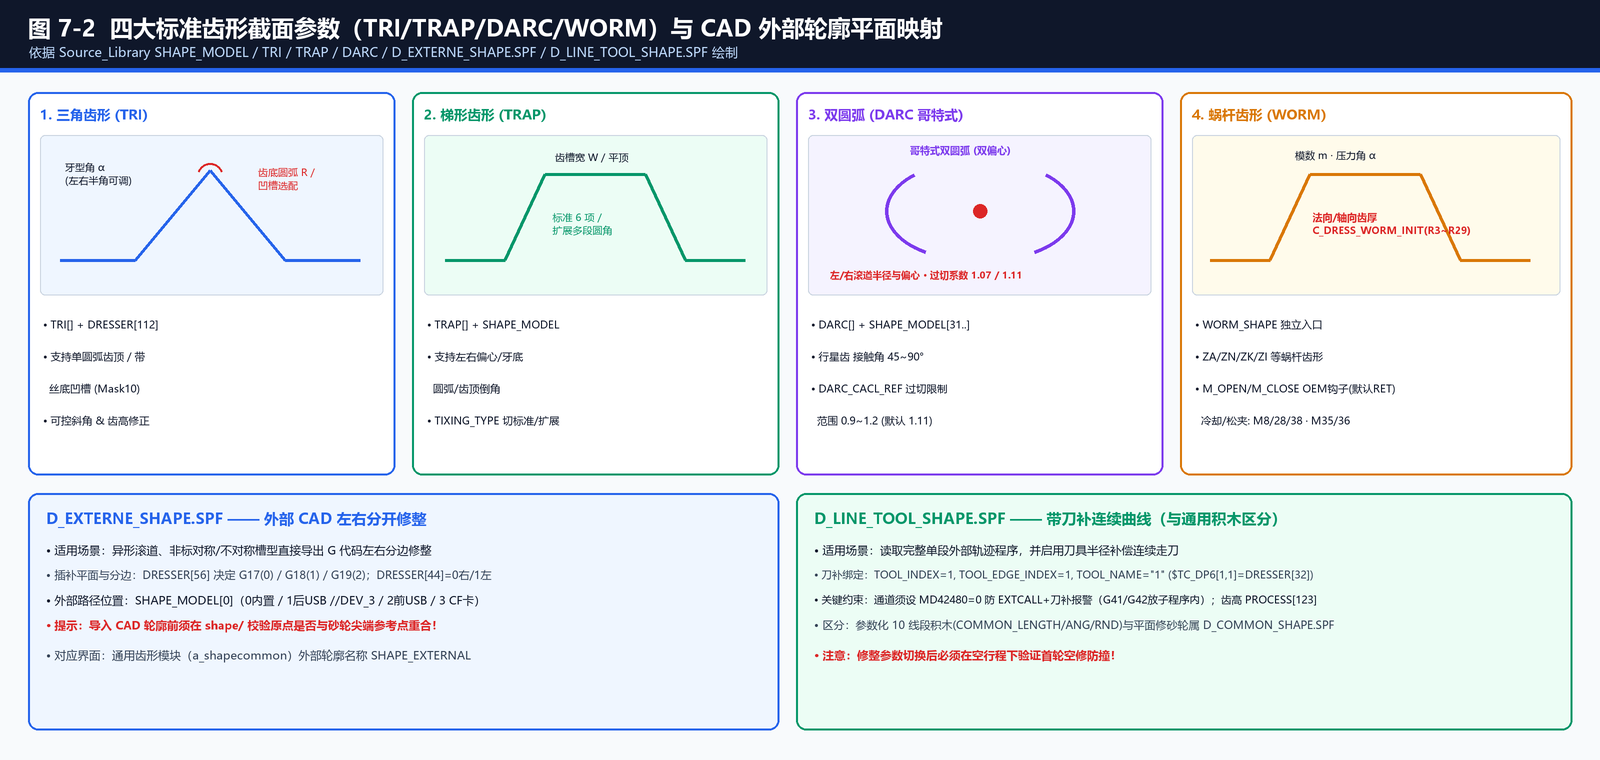 图 7-2 四大标准齿形截面参数（TRI/TRAP/DARC/WORM）与 CAD 外部轮廓平面映射
依据 Source_Library SHAPE_MODEL / TRI / TRAP / DARC / D_EXTERNE_SHAPE.SPF / D_LINE_TOOL_SHAPE.SPF 绘制
1. 三角齿形 (TRI)
牙型角 α
(左右半角可调)
齿底圆弧 R /
凹槽选配
• TRI[] + DRESSER[112]
• 支持单圆弧齿顶 / 带
丝底凹槽 (Mask10)
• 可控斜角 & 齿高修正
2. 梯形齿形 (TRAP)
齿槽宽 W / 平顶
标准 6 项 /
扩展多段圆角
• TRAP[] + SHAPE_MODEL
• 支持左右偏心/牙底
圆弧/齿顶倒角
• TIXING_TYPE 切标准/扩展
3. 双圆弧 (DARC 哥特式)
哥特式双圆弧 (双偏心)
左/右滚道半径与偏心 · 过切系数 1.07 / 1.11
• DARC[] + SHAPE_MODEL[31..]
• 行星齿 接触角 45~90°
• DARC_CACL_REF 过切限制
范围 0.9~1.2 (默认 1.11)
4. 蜗杆齿形 (WORM)
模数 m · 压力角 α
法向/轴向齿厚
C_DRESS_WORM_INIT(R3~R29)
• WORM_SHAPE 独立入口
• ZA/ZN/ZK/ZI 等蜗杆齿形
• M_OPEN/M_CLOSE OEM钩子(默认RET)
冷却/松夹: M8/28/38 · M35/36
D_EXTERNE_SHAPE.SPF —— 外部 CAD 左右分开修整
• 适用场景：异形滚道、非标对称/不对称槽型直接导出 G 代码左右分边修整
• 插补平面与分边：DRESSER[56] 决定 G17(0) / G18(1) / G19(2)；DRESSER[44]=0右/1左
• 外部路径位置：SHAPE_MODEL[0]（0内置 / 1后USB //DEV_3 / 2前USB / 3 CF卡）
• 提示：导入 CAD 轮廓前须在 shape/ 校验原点是否与砂轮尖端参考点重合！
• 对应界面：通用齿形模块（a_shapecommon）外部轮廓名称 SHAPE_EXTERNAL
D_LINE_TOOL_SHAPE.SPF —— 带刀补连续曲线（与通用积木区分）
• 适用场景：读取完整单段外部轨迹程序，并启用刀具半径补偿连续走刀
• 刀补绑定：TOOL_INDEX=1, TOOL_EDGE_INDEX=1, TOOL_NAME="1" ($TC_DP6[1,1]=DRESSER[32])
• 关键约束：通道须设 MD42480=0 防 EXTCALL+刀补报警（G41/G42放子程序内）；齿高 PROCESS[123]
• 区分：参数化 10 线段积木(COMMON_LENGTH/ANG/RND)与平面修砂轮属 D_COMMON_SHAPE.SPF
• 注意：修整参数切换后必须在空行程下验证首轮空修防撞！